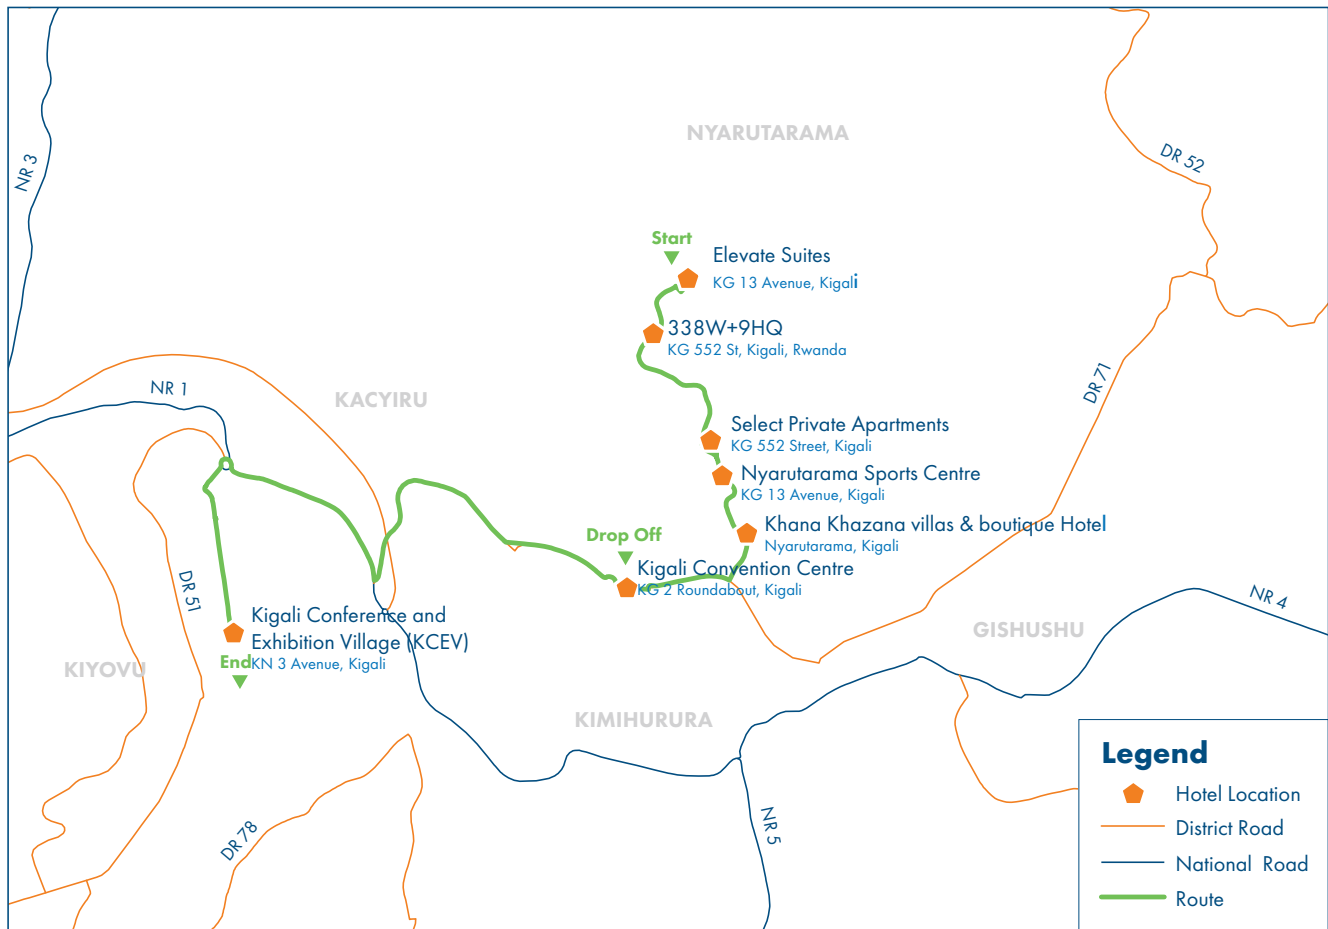 NYARUTARAMA
DR 52
NR 3
Start
Elevate Suites
KG 13 Avenue, Kigali
338W+9HQ
KG 552 St, Kigali, Rwanda
DR 71
NR 1
KACYIRU
Select Private Apartments
KG 552 Street, Kigali
Nyarutarama Sports Centre
KG 13 Avenue, Kigali
Khana Khazana villas & boutique Hotel
Nyarutarama, Kigali
Drop Off
Kigali Convention Centre
KG 2 Roundabout, Kigali
DR 51
NR 4
Kigali Conference and
Exhibition Village (KCEV)
KN 3 Avenue, Kigali
End
GISHUSHU
KIYOVU
KIMIHURURA
NR 5
DR 78
Legend
Hotel Location
District Road
National Road
Route